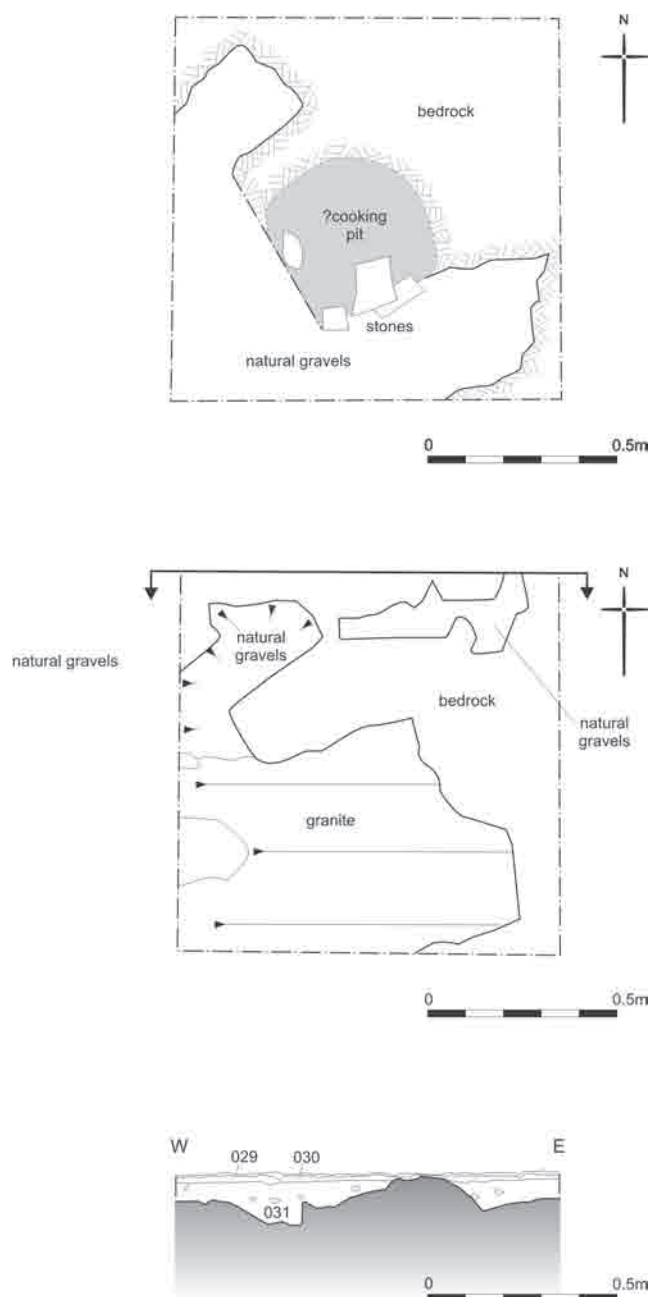 N
bedrock
?cooking
pit
stones
natural gravels
0 0.5m
N
natural gravels
natural
gravels
bedrock
natural
gravels
granite
0 0.5m
W E
029 030
031
0 0.5m